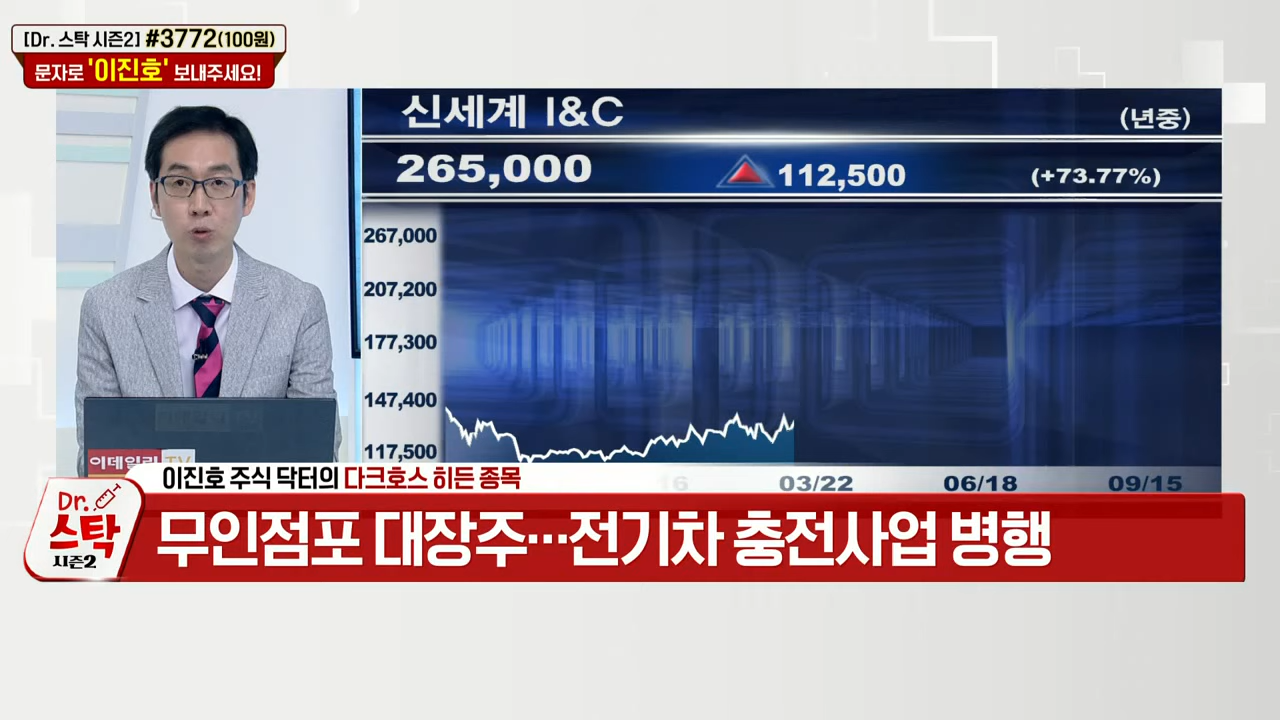 [Dr. 스탁 시즌2] #3772(100원)
문자로 '이진호' 보내주세요!
신세계 I&C
(년중)
265,000
112,500
(+73.77%)
267,000
207,200
177,300
147,400
117,500
16
03/22
06/18
09/15
이데일리 TV
이진호 주식 닥터의 다크호스 히든 종목
Dr.
스탁
시즌2
무인점포 대장주…전기차 충전사업 병행